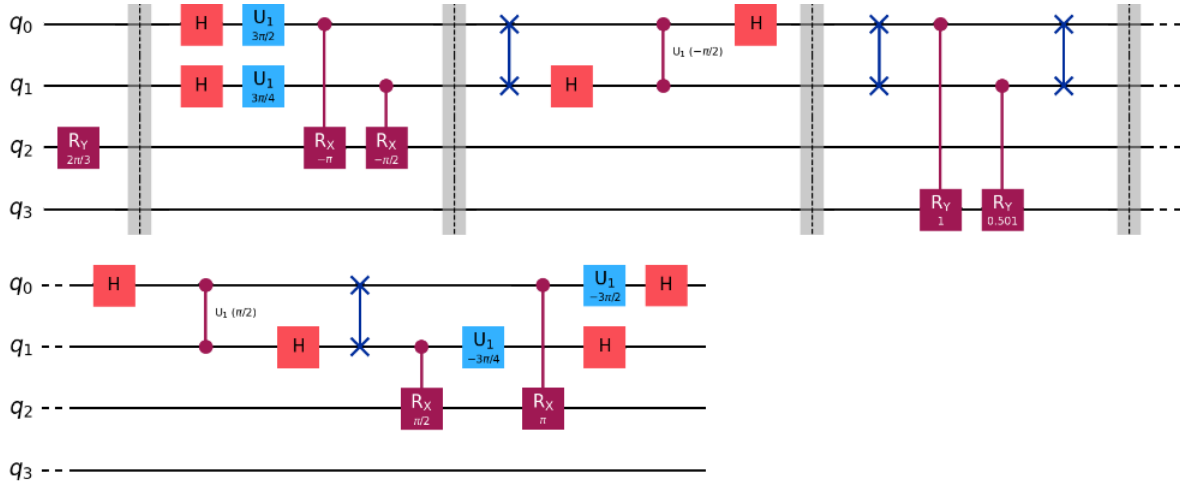 q0 H U1 3π/2 H
q1 H U1 3π/4 H U1 (−π/2)
q2 RY 2π/3 RX −π RX −π/2
q3 RY 1 RY 0.501
q0 H U1 −3π/2 H
q1 U1 (π/2) H U1 −3π/4 H
q2 RX π/2 RX π
q3